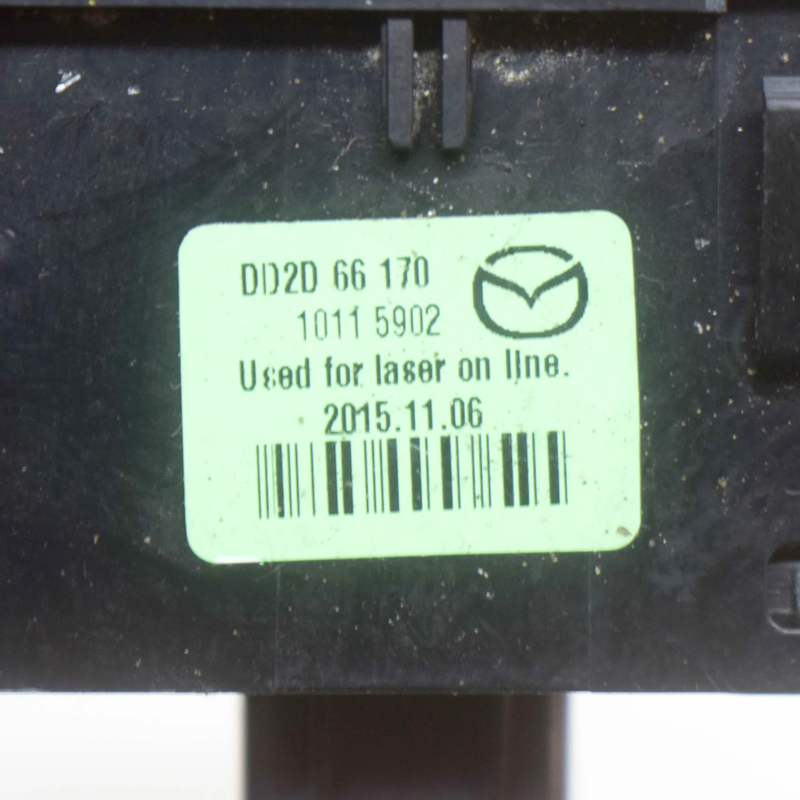 DD2D 66 170
1011 5902
Used for laser on line.
2015.11.06